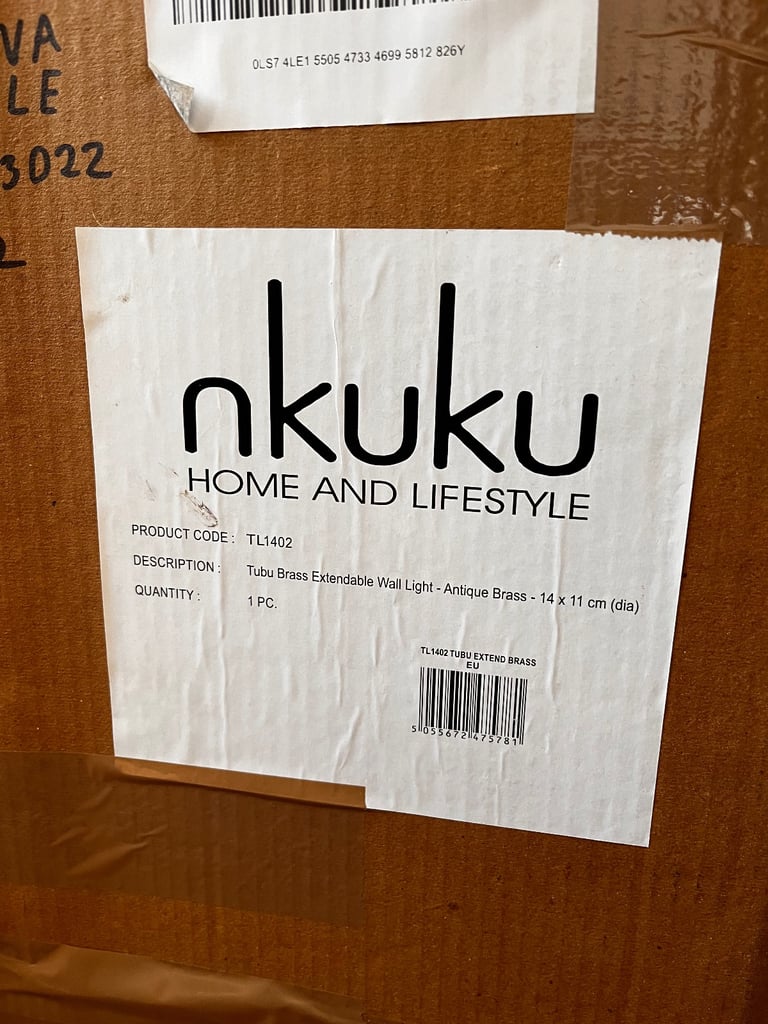 0LS7 4LE1 5505 4733 4699 5812 826Y
VA
LE
3022
nkuku
HOME AND LIFESTYLE
PRODUCT CODE : TL1402
DESCRIPTION : Tubu Brass Extendable Wall Light - Antique Brass - 14 x 11 cm (dia)
QUANTITY : 1 PC.
TL1402 TUBU EXTEND BRASS
EU
5 055672 475781